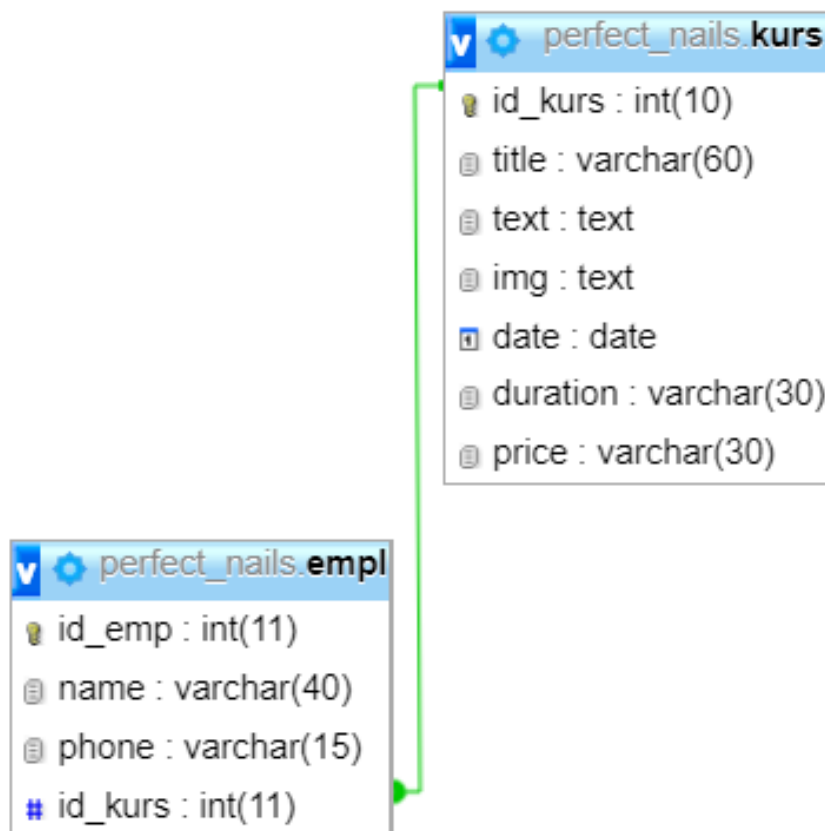 perfect_nails.kurs
id_kurs : int(10)
title : varchar(60)
text : text
img : text
date : date
duration : varchar(30)
price : varchar(30)
perfect_nails.empl
id_emp : int(11)
name : varchar(40)
phone : varchar(15)
id_kurs : int(11)